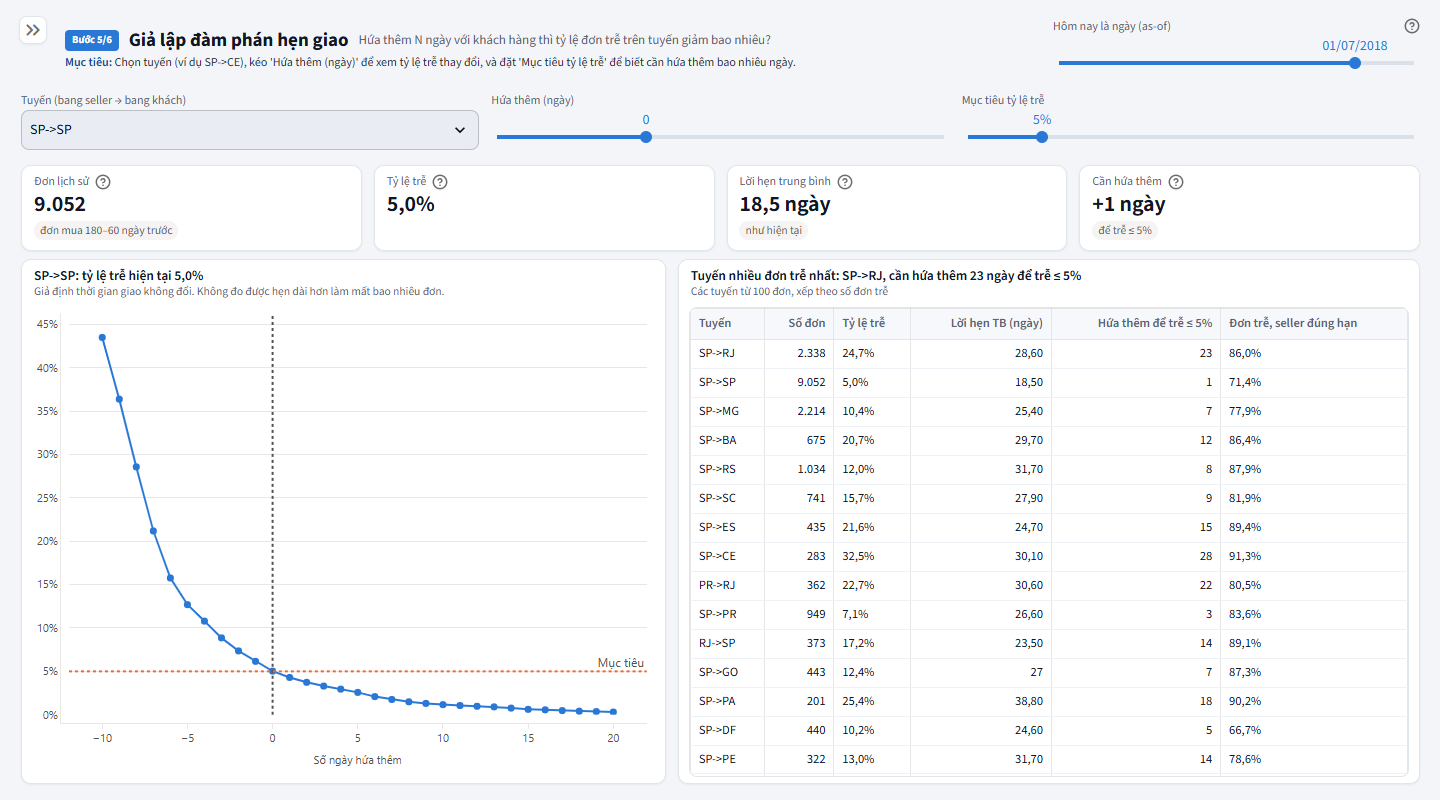 Bước 5/6 Giả lập đàm phán hẹn giao Hứa thêm N ngày với khách hàng thì tỷ lệ đơn trễ trên tuyến giảm bao nhiêu?
Mục tiêu: Chọn tuyến (ví dụ SP->CE), kéo 'Hứa thêm (ngày)' để xem tỷ lệ trễ thay đổi, và đặt 'Mục tiêu tỷ lệ trễ' để biết cần hứa thêm bao nhiêu ngày.
Hôm nay là ngày (as-of)
01/07/2018
Tuyến (bang seller → bang khách)
SP->SP
Hứa thêm (ngày)
0
Mục tiêu tỷ lệ trễ
5%
Đơn lịch sử
9.052
đơn mua 180–60 ngày trước
Tỷ lệ trễ
5,0%
Lời hẹn trung bình
18,5 ngày
như hiện tại
Cần hứa thêm
+1 ngày
để trễ ≤ 5%
SP->SP: tỷ lệ trễ hiện tại 5,0%
Giả định thời gian giao không đổi. Không đo được hẹn dài hơn làm mất bao nhiêu đơn.
45%
40%
35%
30%
25%
20%
15%
10%
5%
0%
Mục tiêu
−10 −5 0 5 10 15 20
Số ngày hứa thêm
Tuyến nhiều đơn trễ nhất: SP->RJ, cần hứa thêm 23 ngày để trễ ≤ 5%
Các tuyến từ 100 đơn, xếp theo số đơn trễ
Tuyến Số đơn Tỷ lệ trễ Lời hẹn TB (ngày) Hứa thêm để trễ ≤ 5% Đơn trễ, seller đúng hạn
SP->RJ 2.338 24,7% 28,60 23 86,0%
SP->SP 9.052 5,0% 18,50 1 71,4%
SP->MG 2.214 10,4% 25,40 7 77,9%
SP->BA 675 20,7% 29,70 12 86,4%
SP->RS 1.034 12,0% 31,70 8 87,9%
SP->SC 741 15,7% 27,90 9 81,9%
SP->ES 435 21,6% 24,70 15 89,4%
SP->CE 283 32,5% 30,10 28 91,3%
PR->RJ 362 22,7% 30,60 22 80,5%
SP->PR 949 7,1% 26,60 3 83,6%
RJ->SP 373 17,2% 23,50 14 89,1%
SP->GO 443 12,4% 27 7 87,3%
SP->PA 201 25,4% 38,80 18 90,2%
SP->DF 440 10,2% 24,60 5 66,7%
SP->PE 322 13,0% 31,70 14 78,6%